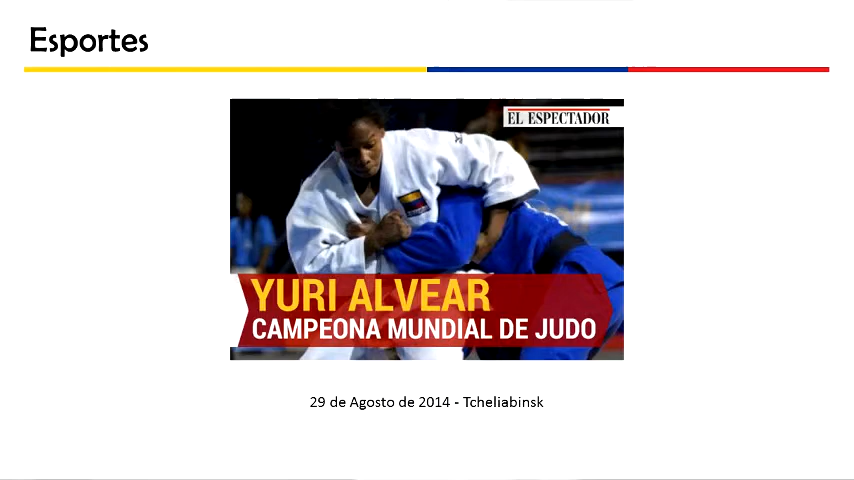 Esportes
EL ESPECTADOR
YURI ALVEAR
CAMPEONA MUNDIAL DE JUDO
29 de Agosto de 2014 - Tcheliabinsk